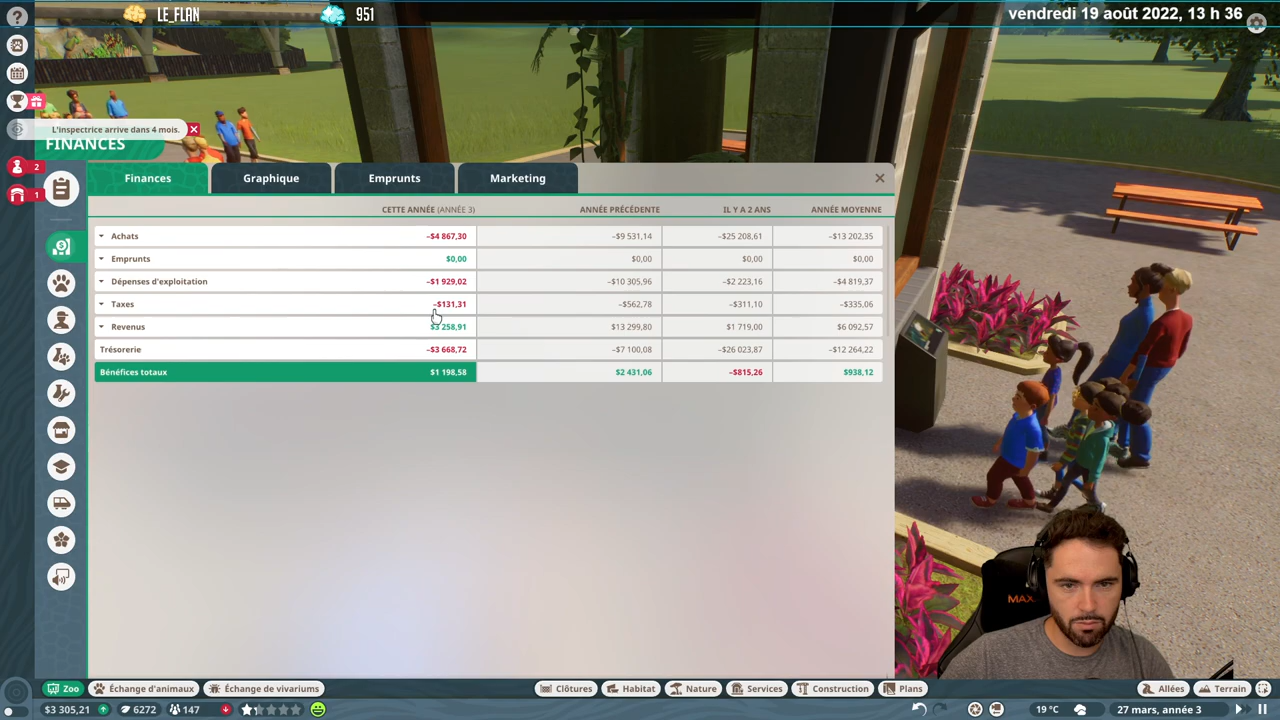 LE_FLAN 951 vendredi 19 août 2022, 13 h 36
L'inspectrice arrive dans 4 mois.
FINANCES
2
1
Finances Graphique Emprunts Marketing
CETTE ANNÉE (ANNÉE 3) ANNÉE PRÉCÉDENTE IL Y A 2 ANS ANNÉE MOYENNE
Achats –$4 867,30 –$9 531,14 –$25 208,61 –$13 202,35
Emprunts $0,00 $0,00 $0,00 $0,00
Dépenses d'exploitation –$1 929,02 –$10 305,96 –$2 223,16 –$4 819,37
Taxes –$131,31 –$562,78 –$311,10 –$335,06
Revenus $3 258,91 $13 299,80 $1 719,00 $6 092,57
Trésorerie –$3 668,72 –$7 100,08 –$26 023,87 –$12 264,22
Bénéfices totaux $1 198,58 $2 431,06 –$815,26 $938,12
MAX
Zoo Échange d'animaux Échange de vivariums Clôtures Habitat Nature Services Construction Plans Allées Terrain
$3 305,21 6272 147 19 °C 27 mars, année 3